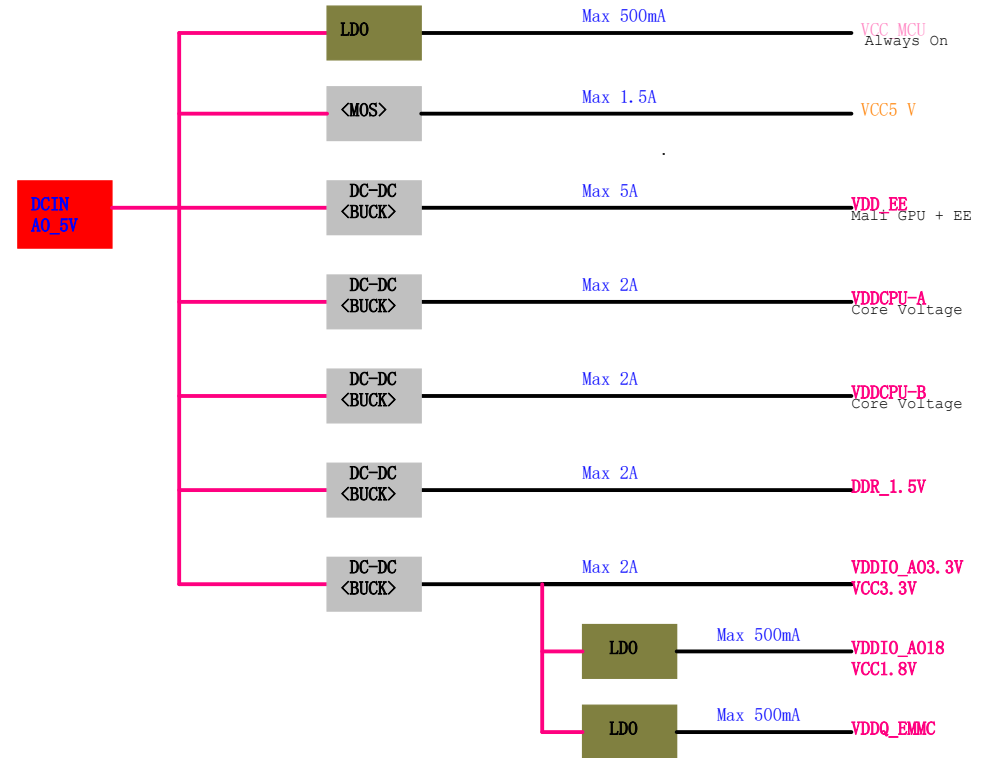 LDO
Max 500mA
VCC_MCU
Always On
<MOS>
Max 1.5A
VCC5 V
.
DCIN
AO_5V
DC-DC
<BUCK>
Max 5A
VDD_EE
Mali GPU + EE
DC-DC
<BUCK>
Max 2A
VDDCPU-A
Core Voltage
DC-DC
<BUCK>
Max 2A
VDDCPU-B
Core Voltage
DC-DC
<BUCK>
Max 2A
DDR_1.5V
DC-DC
<BUCK>
Max 2A
VDDIO_AO3.3V
VCC3.3V
LDO
Max 500mA
VDDIO_AO18
VCC1.8V
LDO
Max 500mA
VDDQ_EMMC